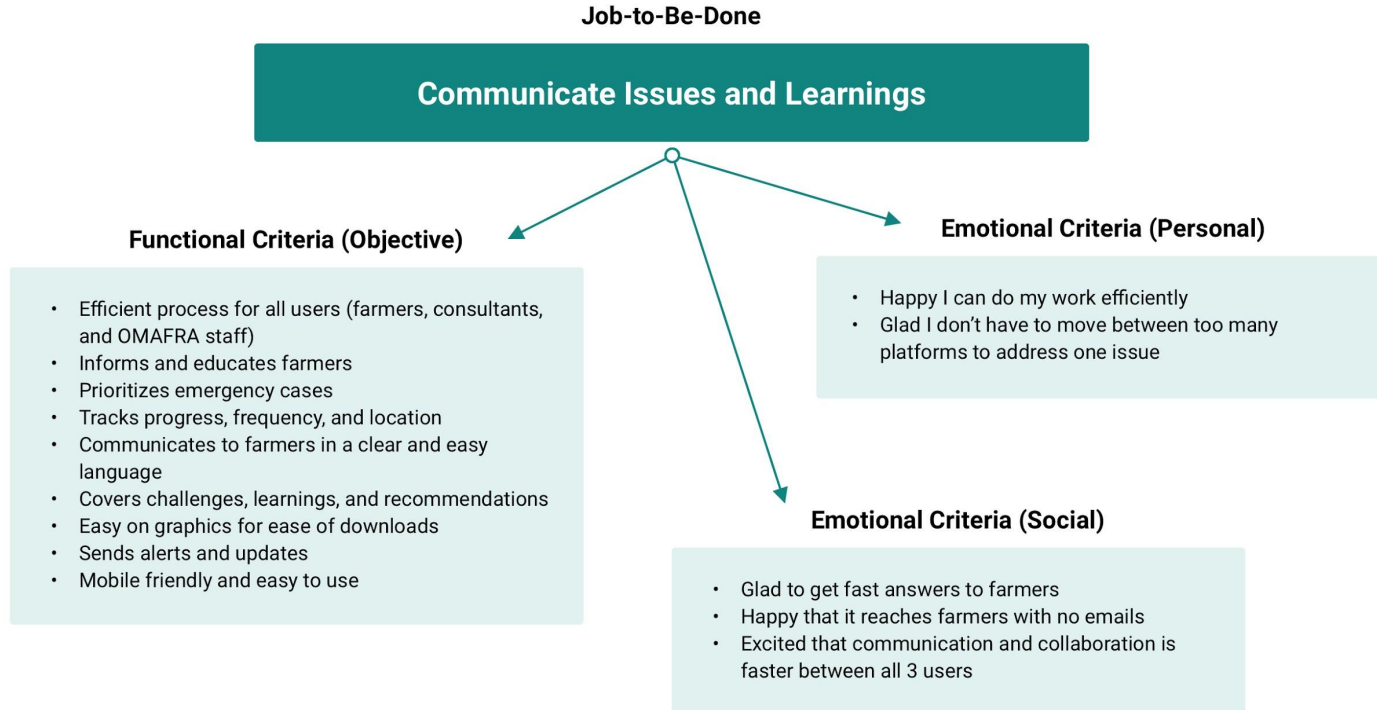 Job-to-Be-Done
Communicate Issues and Learnings
Functional Criteria (Objective)
• Efficient process for all users (farmers, consultants,
and OMAFRA staff)
• Informs and educates farmers
• Prioritizes emergency cases
• Tracks progress, frequency, and location
• Communicates to farmers in a clear and easy
language
• Covers challenges, learnings, and recommendations
• Easy on graphics for ease of downloads
• Sends alerts and updates
• Mobile friendly and easy to use
Emotional Criteria (Personal)
• Happy I can do my work efficiently
• Glad I don’t have to move between too many
platforms to address one issue
Emotional Criteria (Social)
• Glad to get fast answers to farmers
• Happy that it reaches farmers with no emails
• Excited that communication and collaboration is
faster between all 3 users